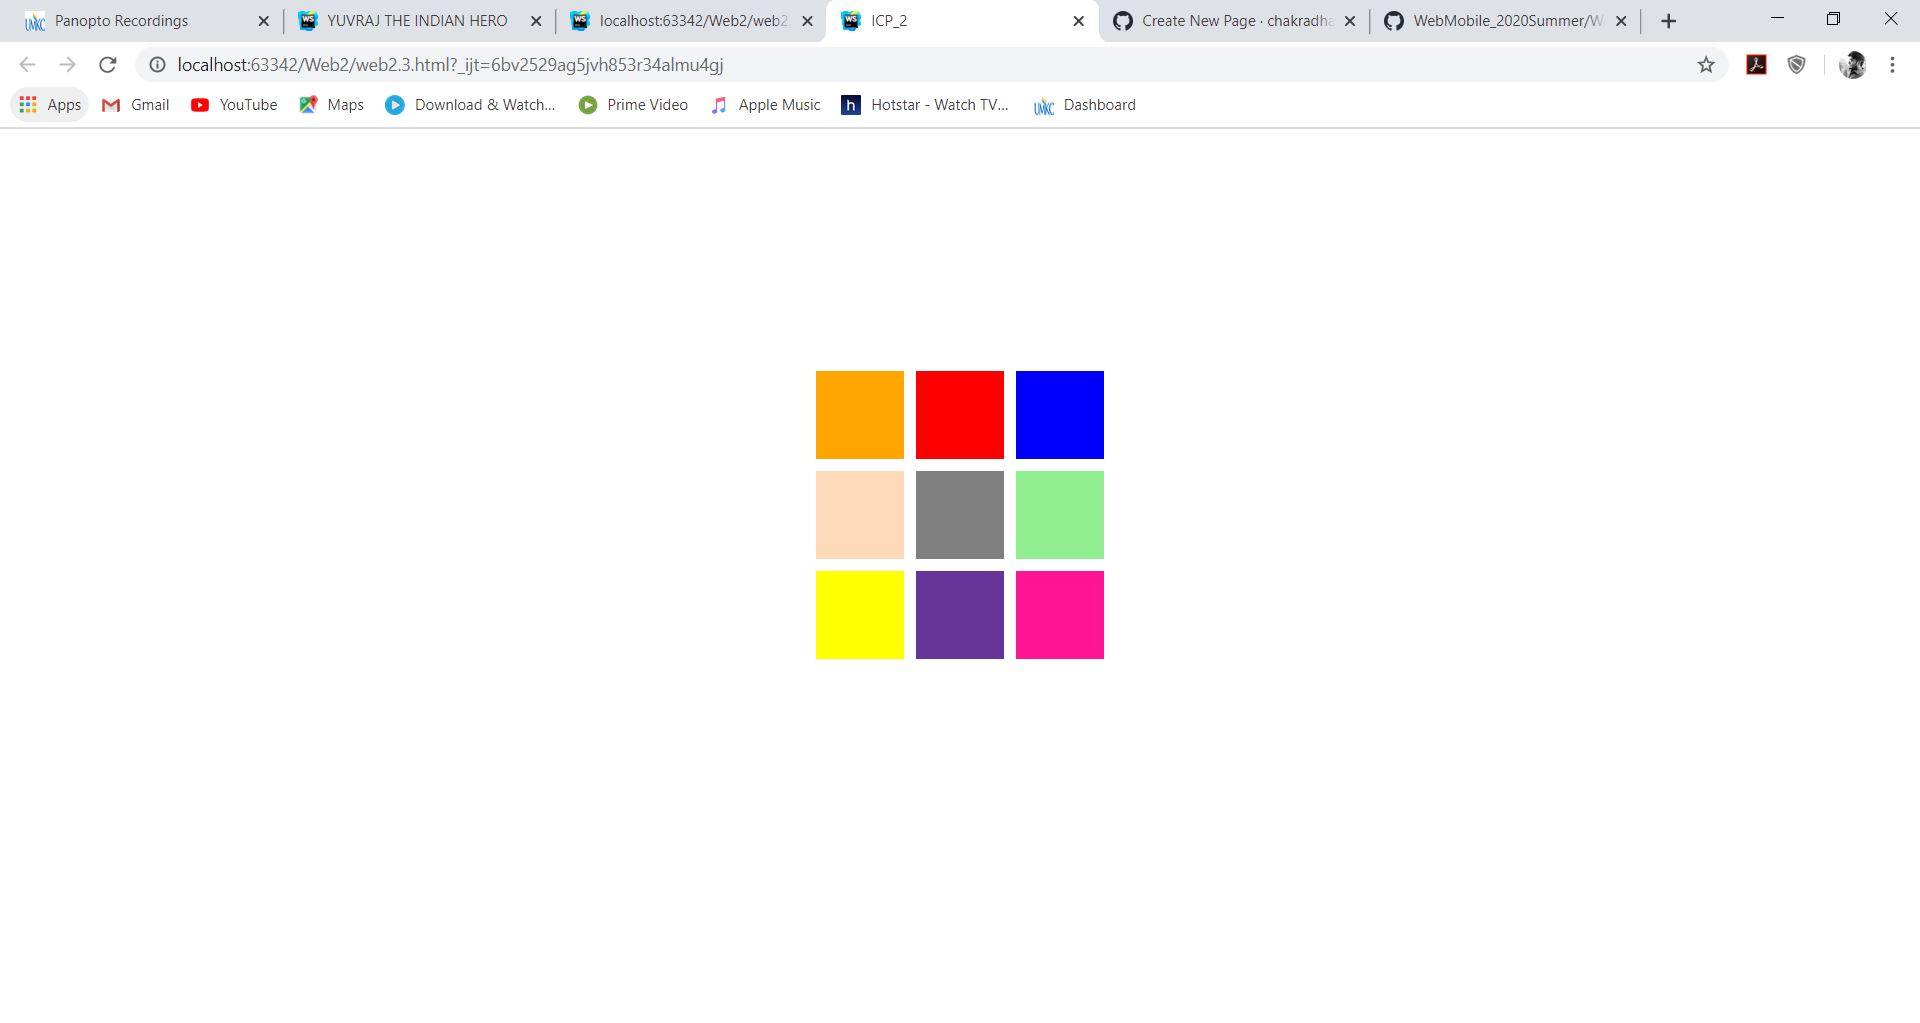 Panopto Recordings
YUVRAJ THE INDIAN HERO
localhost:63342/Web2/web2.
ICP_2
Create New Page · chakradha
WebMobile_2020Summer/W
localhost:63342/Web2/web2.3.html?_ijt=6bv2529ag5jvh853r34almu4gj
Apps
Gmail
YouTube
Maps
Download & Watch...
Prime Video
Apple Music
h
Hotstar - Watch TV...
UMKC
Dashboard